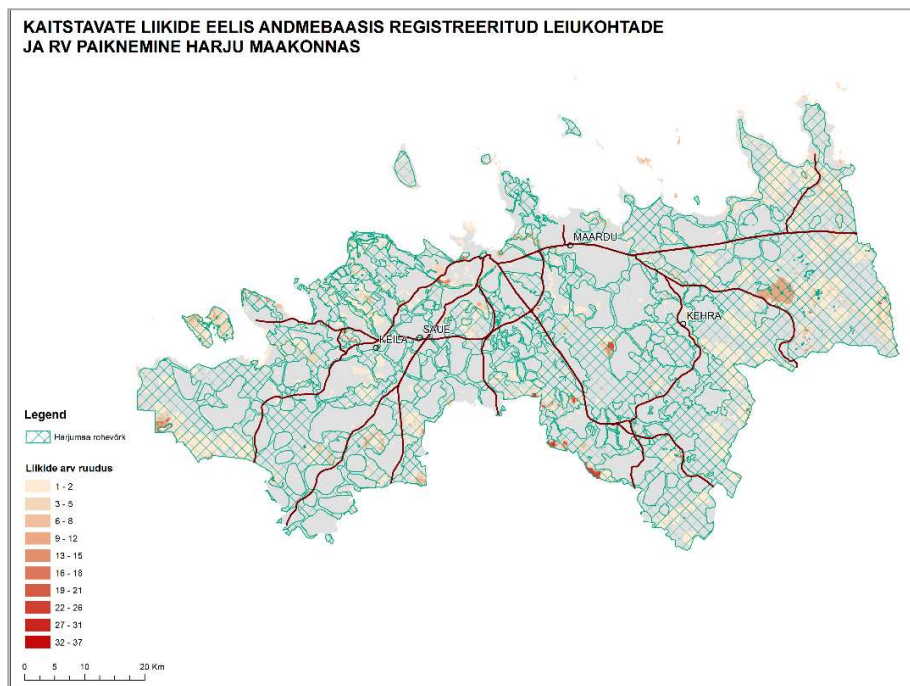 KAITSTAVATE LIIKIDE EELIS ANDMEBAASIS REGISTREERITUD LEIUKOHTADE
JA RV PAIKNEMINE HARJU MAAKONNAS
MAARDU
KEHRA
SAUE
KEILA
Legend
Harjumaa rohevõrk
Liikide arv ruudus
1 - 2
3 - 5
6 - 8
9 - 12
13 - 15
16 - 18
19 - 21
22 - 26
27 - 31
32 - 37
0 5 10 20 Km